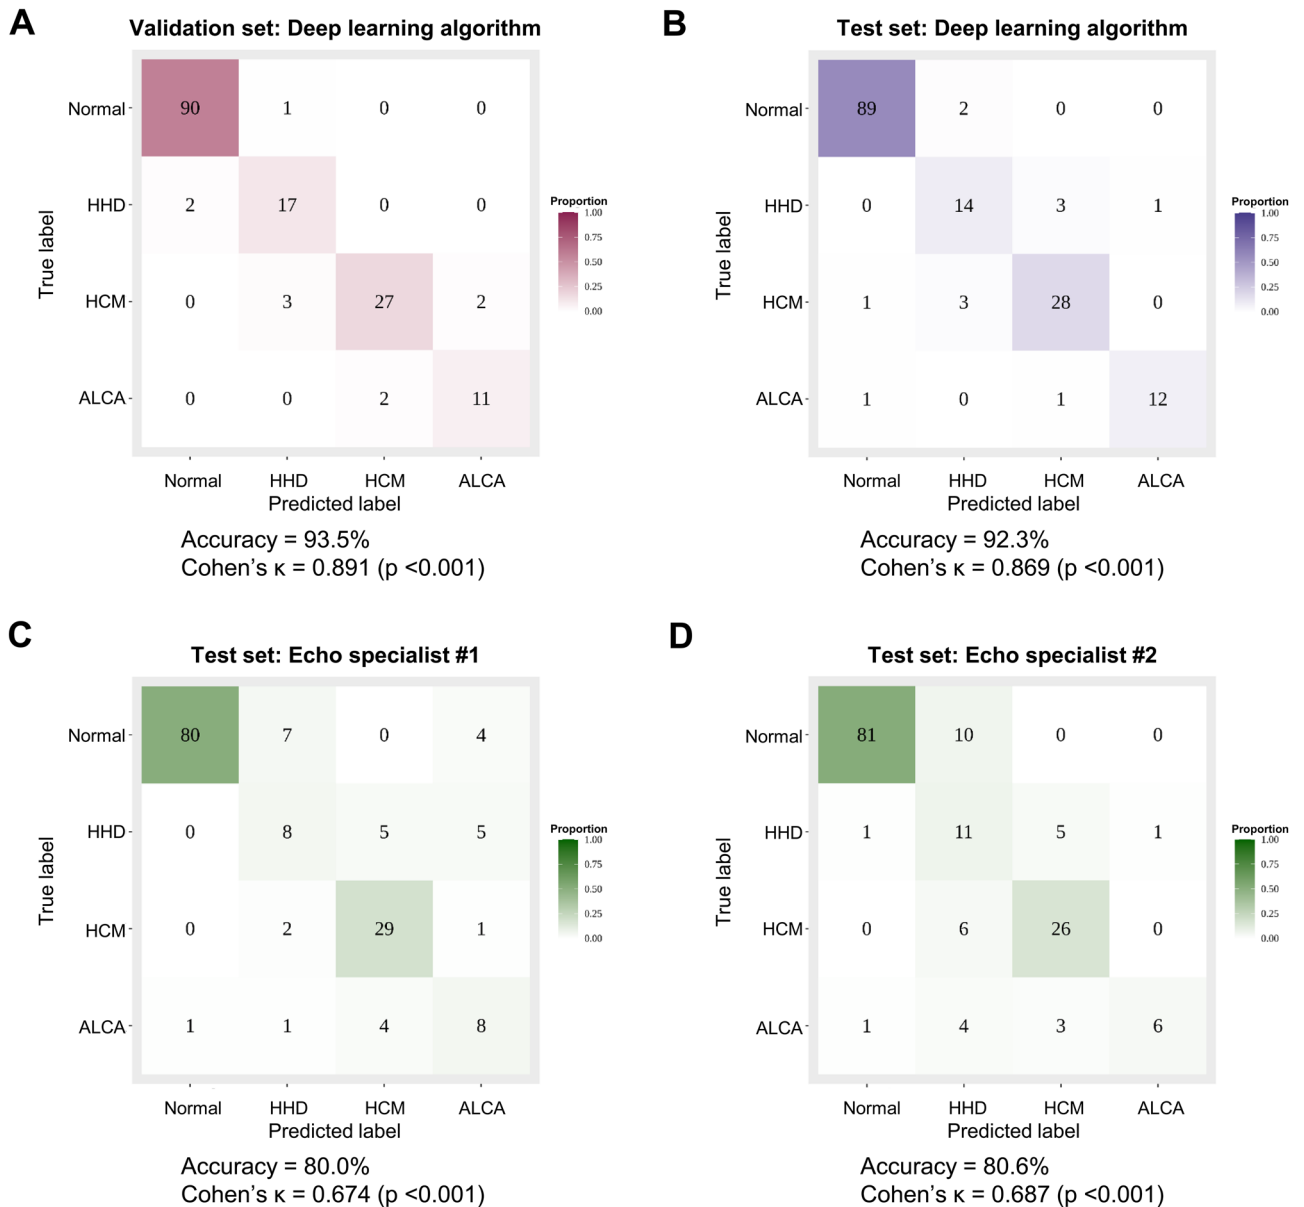 A
Validation set: Deep learning algorithm
Normal 90 1 0 0
HHD 2 17 0 0
HCM 0 3 27 2
ALCA 0 0 2 11
True label
Normal HHD HCM ALCA
Predicted label
Proportion
1.00
0.75
0.50
0.25
0.00
Accuracy = 93.5%
Cohen's κ = 0.891 (p <0.001)
B
Test set: Deep learning algorithm
Normal 89 2 0 0
HHD 0 14 3 1
HCM 1 3 28 0
ALCA 1 0 1 12
True label
Normal HHD HCM ALCA
Predicted label
Proportion
1.00
0.75
0.50
0.25
0.00
Accuracy = 92.3%
Cohen's κ = 0.869 (p <0.001)
C
Test set: Echo specialist #1
Normal 80 7 0 4
HHD 0 8 5 5
HCM 0 2 29 1
ALCA 1 1 4 8
True label
Normal HHD HCM ALCA
Predicted label
Proportion
1.00
0.75
0.50
0.25
0.00
Accuracy = 80.0%
Cohen's κ = 0.674 (p <0.001)
D
Test set: Echo specialist #2
Normal 81 10 0 0
HHD 1 11 5 1
HCM 0 6 26 0
ALCA 1 4 3 6
True label
Normal HHD HCM ALCA
Predicted label
Proportion
1.00
0.75
0.50
0.25
0.00
Accuracy = 80.6%
Cohen's κ = 0.687 (p <0.001)